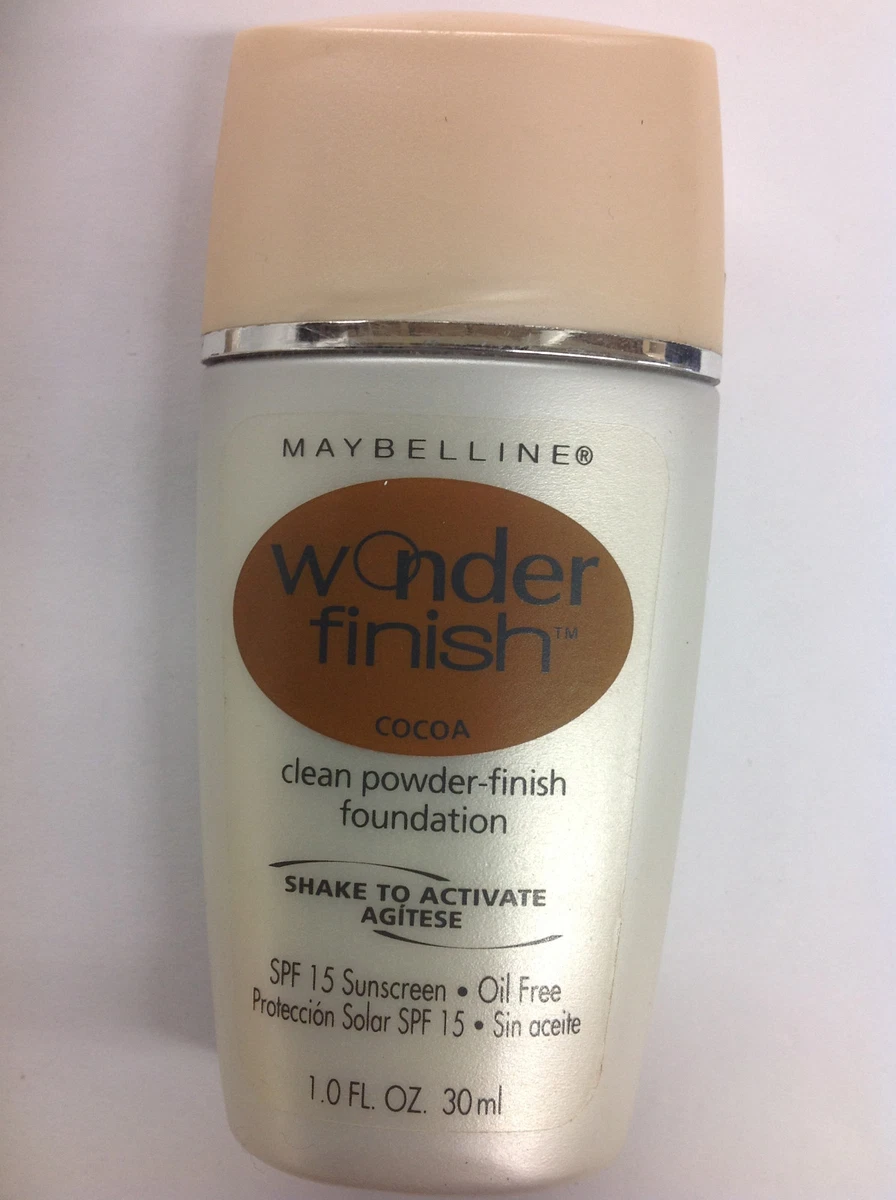 MAYBELLINE®
wonder
finish™
COCOA
clean powder-finish
foundation
SHAKE TO ACTIVATE
AGÍTESE
SPF 15 Sunscreen • Oil Free
Protección Solar SPF 15 • Sin aceite
1.0 FL. OZ. 30 ml